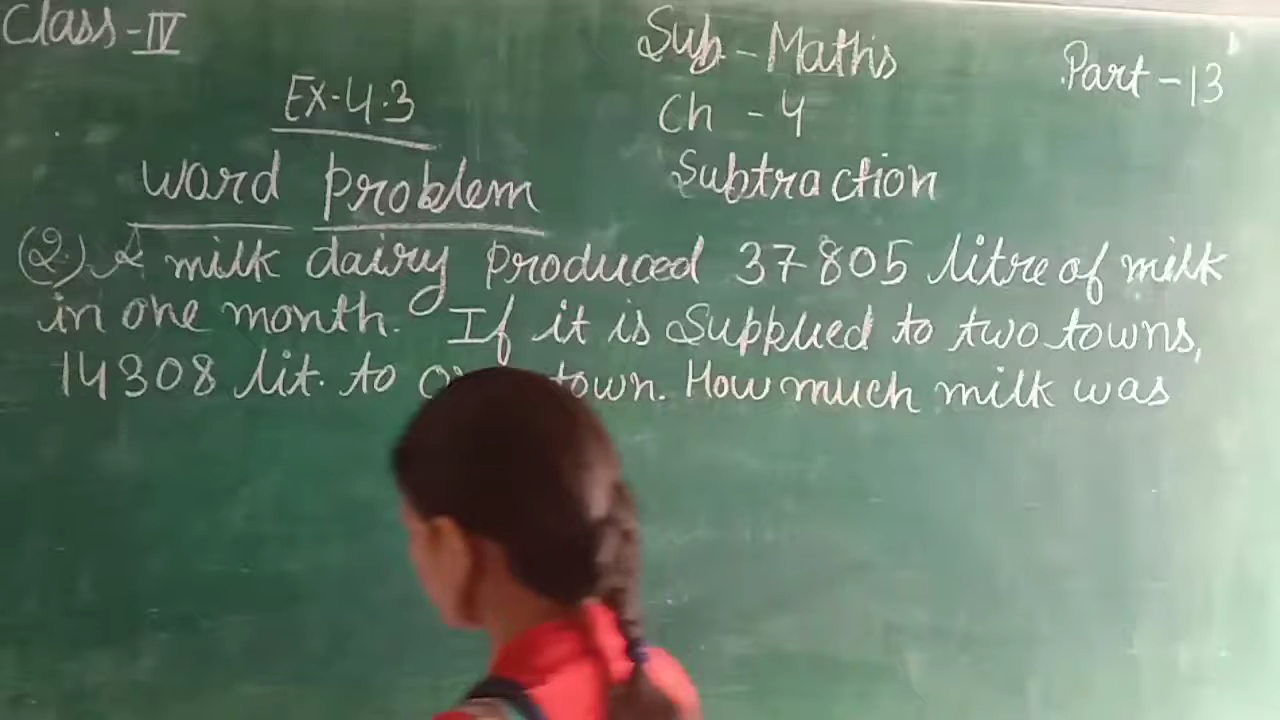 Class-IV
Sub - Maths
Part - 13
EX-4.3
Ch - 4
word problem
Subtraction
(2.) A milk dairy produced 37805 litre of milk
in one month. If it is Supplied to two towns,
14308 lit. to town. How much milk was